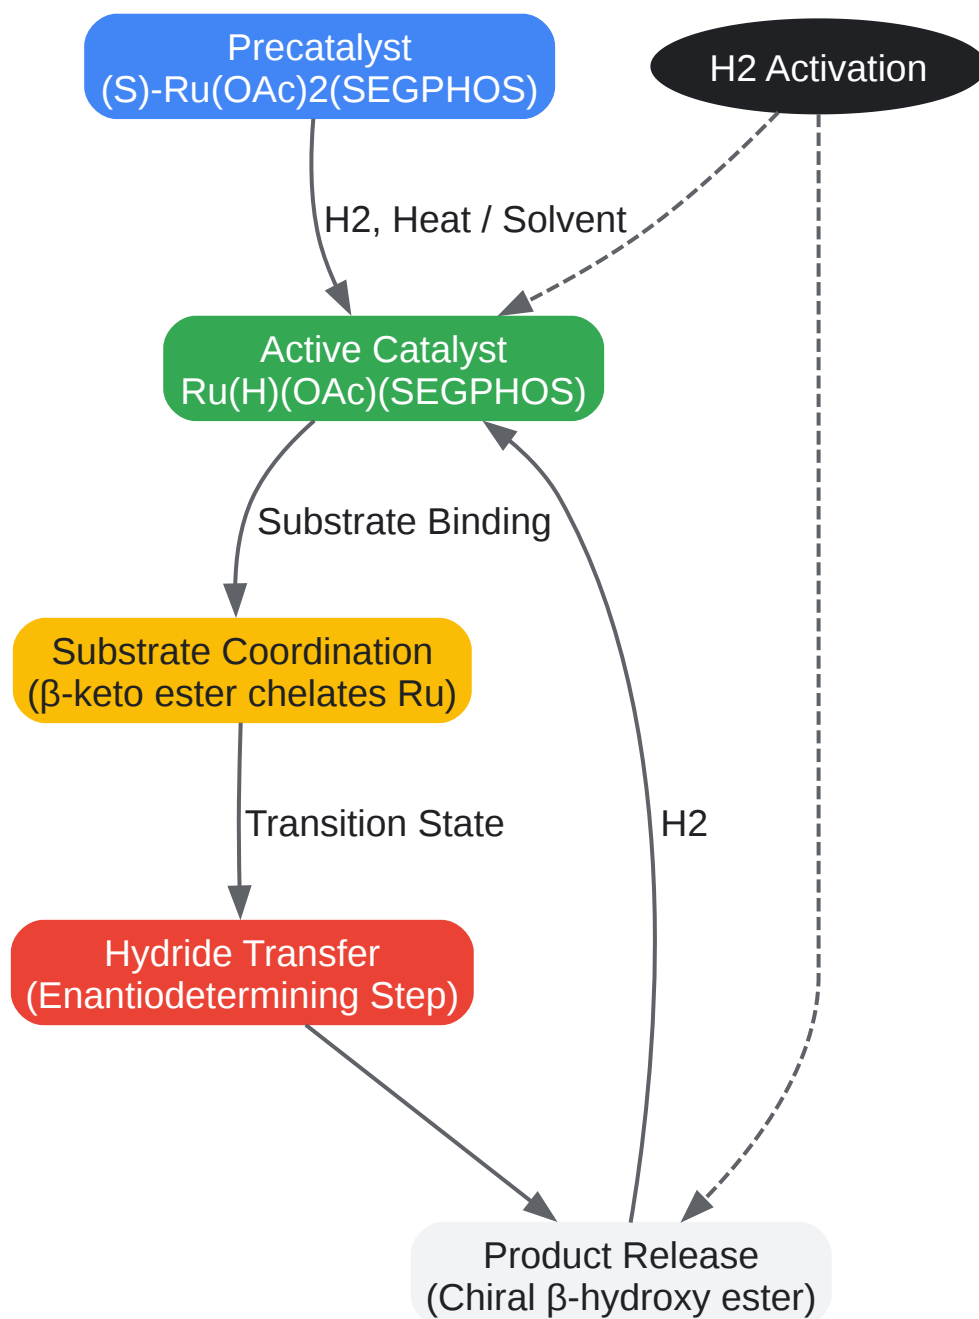 Precatalyst
(S)-Ru(OAc)2(SEGPHOS)
H2 Activation
H2, Heat / Solvent
Active Catalyst
Ru(H)(OAc)(SEGPHOS)
Substrate Binding
Substrate Coordination
(β-keto ester chelates Ru)
Transition State
H2
Hydride Transfer
(Enantiodetermining Step)
Product Release
(Chiral β-hydroxy ester)